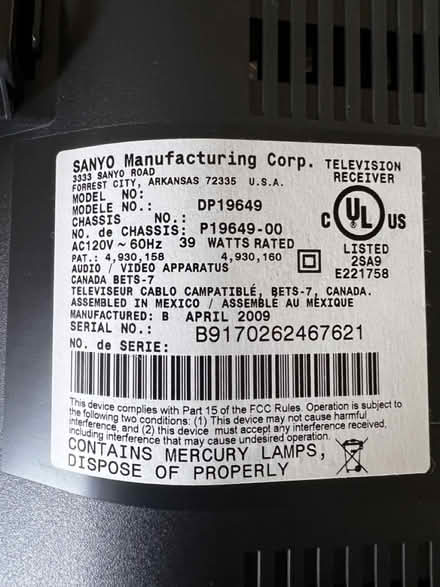 SANYO Manufacturing Corp.
3333 SANYO ROAD
FORREST CITY, ARKANSAS 72335 U.S.A.
TELEVISION
RECEIVER
MODEL NO:
MODELE NO.: DP19649
CHASSIS NO.:
NO. de CHASSIS: P19649-00
AC120V ~ 60Hz 39 WATTS RATED
PAT.: 4,930,158 4,930,160
C UL US
LISTED
2SA9
E221758
AUDIO / VIDEO APPARATUS
CANADA BETS-7
TELEVISEUR CABLO CAMPATIBLÉ, BETS-7, CANADA.
ASSEMBLED IN MEXICO / ASSEMBLÉ AU MÉXIQUE
MANUFACTURED: B APRIL 2009
SERIAL NO.: B9170262467621
NO. de SERIE:
This device complies with Part 15 of the FCC Rules. Operation is subject to
the following two conditions: (1) This device may not cause harmful
interference, and (2) this device must accept any interference received,
including interference that may cause undesired operation.
CONTAINS MERCURY LAMPS,
DISPOSE OF PROPERLY